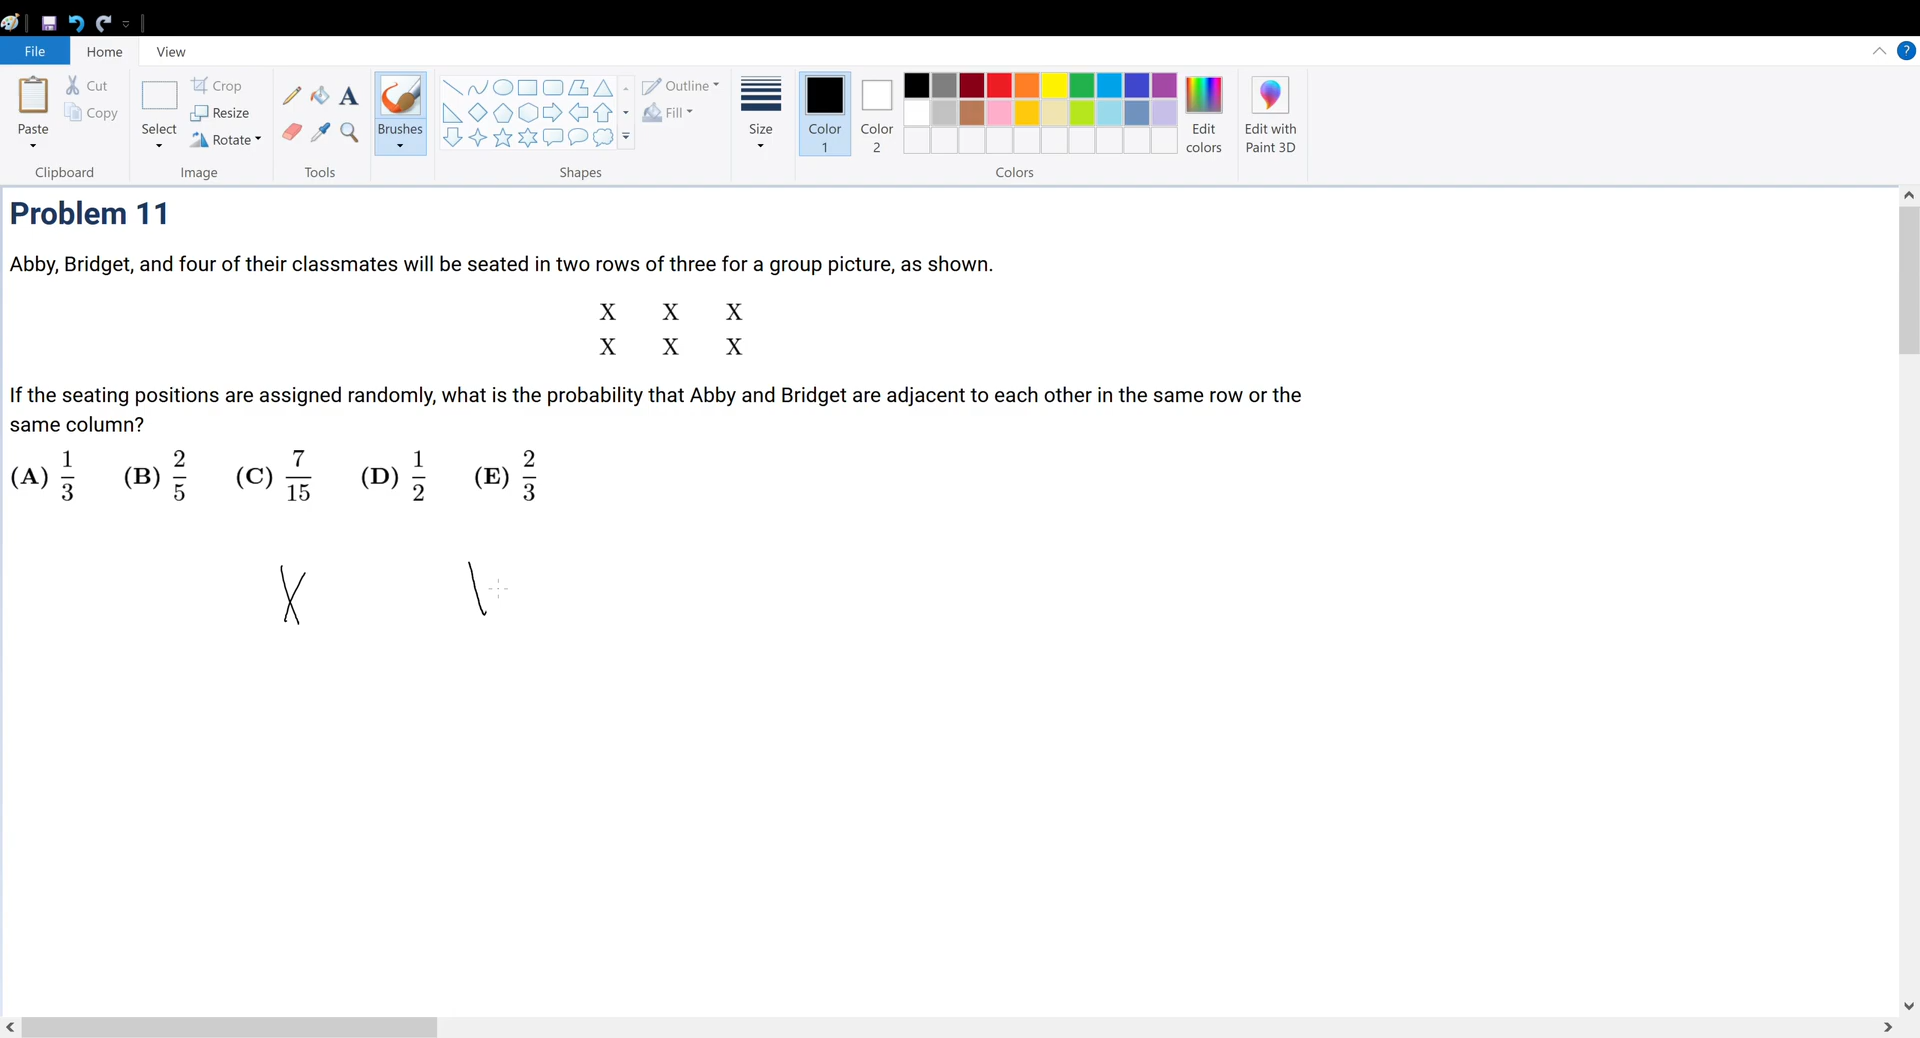 File Home View
Paste
Cut
Copy
Clipboard
Select
Crop
Resize
Rotate
Image
A
Tools
Brushes
Shapes
Outline
Fill
Size
Color 1
Color 2
Edit colors
Colors
Edit with Paint 3D
?
Problem 11
Abby, Bridget, and four of their classmates will be seated in two rows of three for a group picture, as shown.
X X X
X X X
If the seating positions are assigned randomly, what is the probability that Abby and Bridget are adjacent to each other in the same row or the
same column?
(A) 1/3 (B) 2/5 (C) 7/15 (D) 1/2 (E) 2/3
X